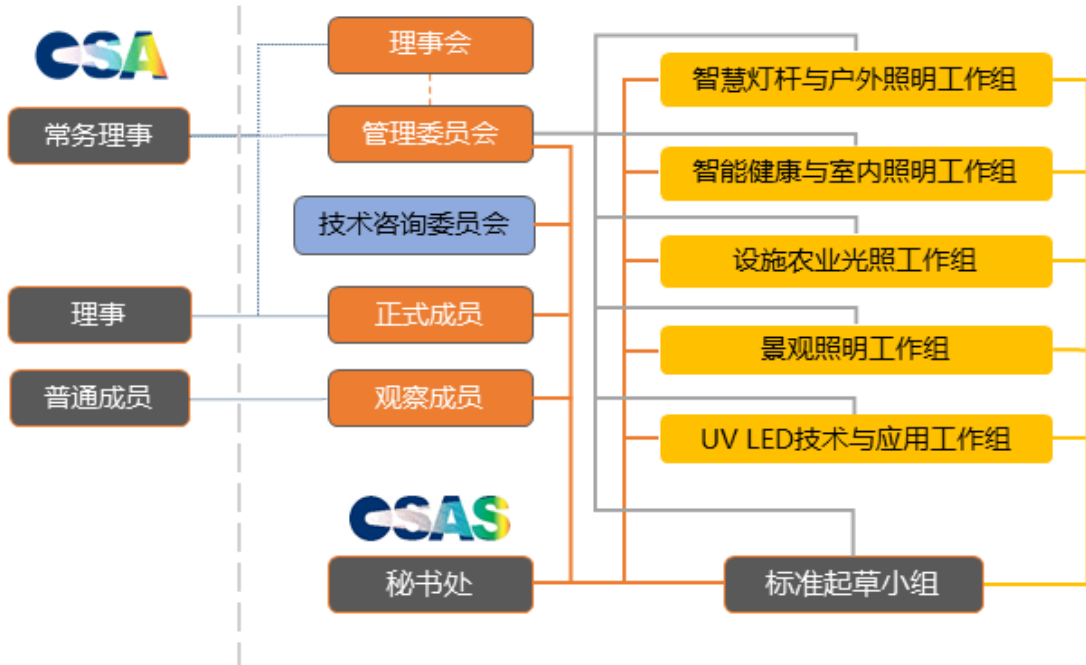 CSA
常务理事
理事
普通成员
理事会
管理委员会
技术咨询委员会
正式成员
观察成员
CSAS
秘书处
智慧灯杆与户外照明工作组
智能健康与室内照明工作组
设施农业光照工作组
景观照明工作组
UV LED技术与应用工作组
标准起草小组